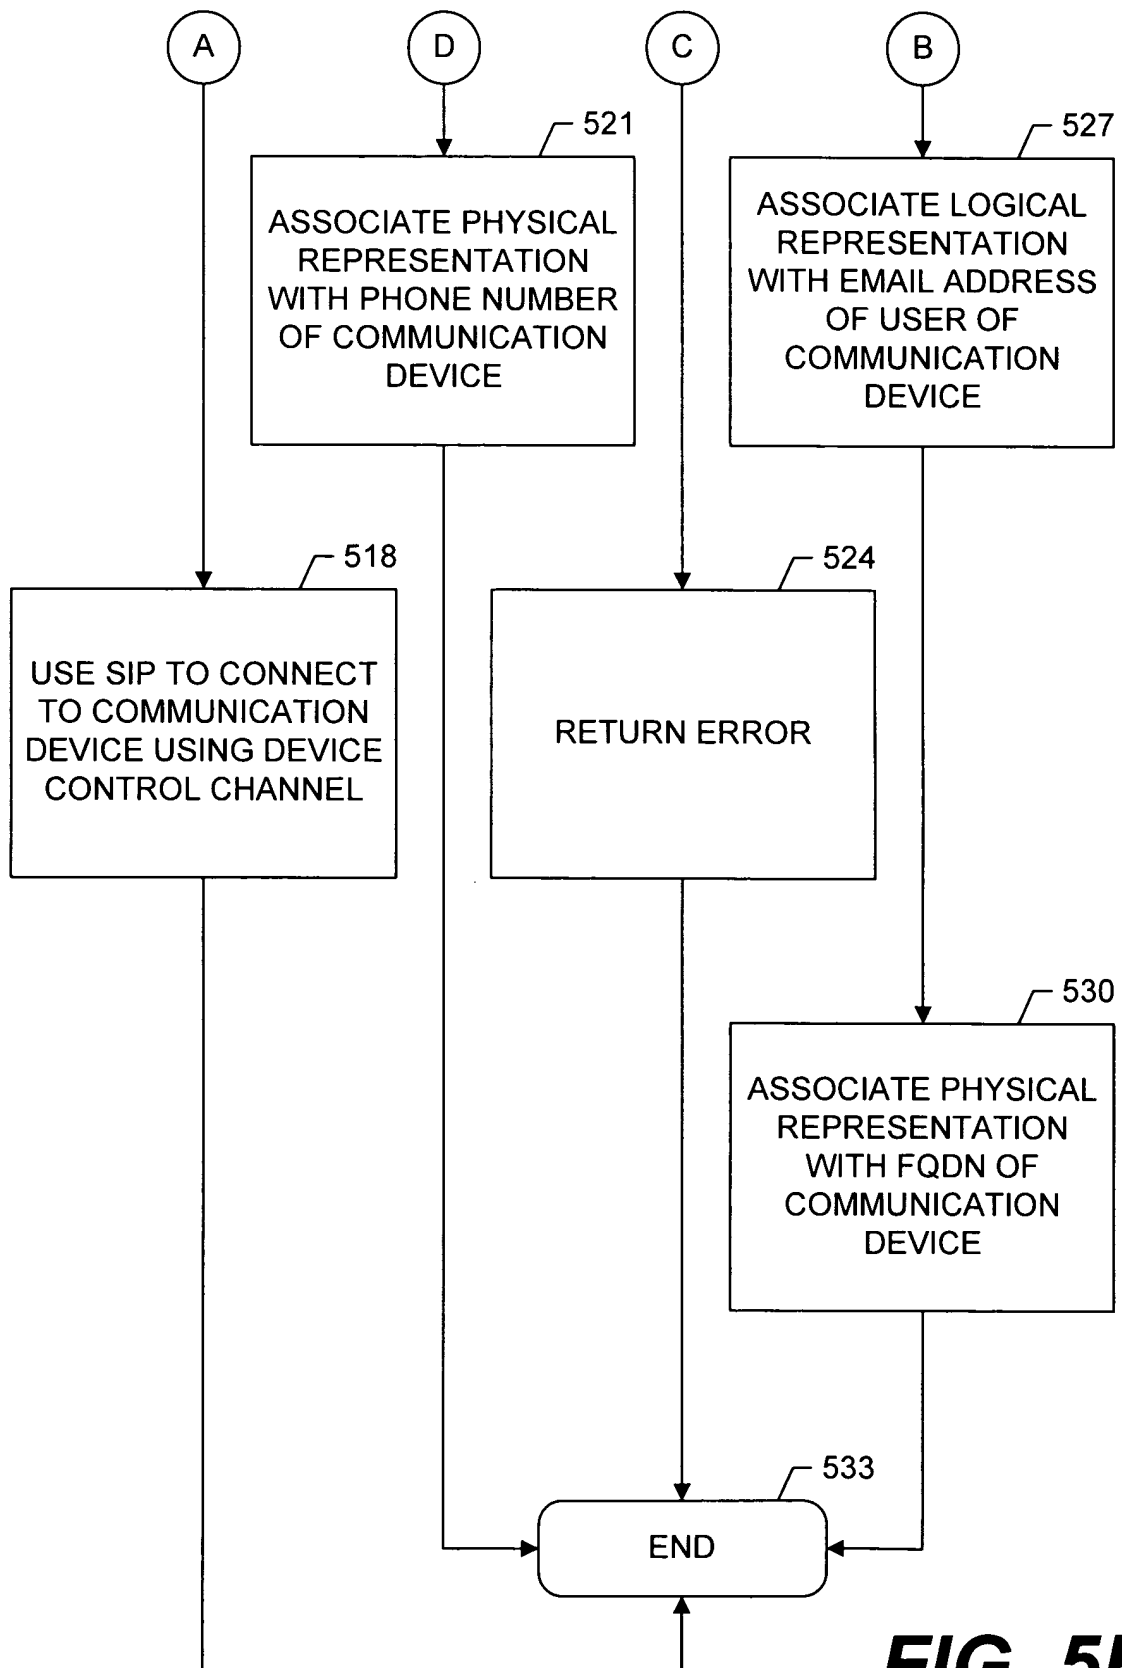 A
D
C
B
521
527
ASSOCIATE PHYSICAL
REPRESENTATION
WITH PHONE NUMBER
OF COMMUNICATION
DEVICE
ASSOCIATE LOGICAL
REPRESENTATION
WITH EMAIL ADDRESS
OF USER OF
COMMUNICATION
DEVICE
518
524
USE SIP TO CONNECT
TO COMMUNICATION
DEVICE USING DEVICE
CONTROL CHANNEL
RETURN ERROR
530
ASSOCIATE PHYSICAL
REPRESENTATION
WITH FQDN OF
COMMUNICATION
DEVICE
533
END
FIG.